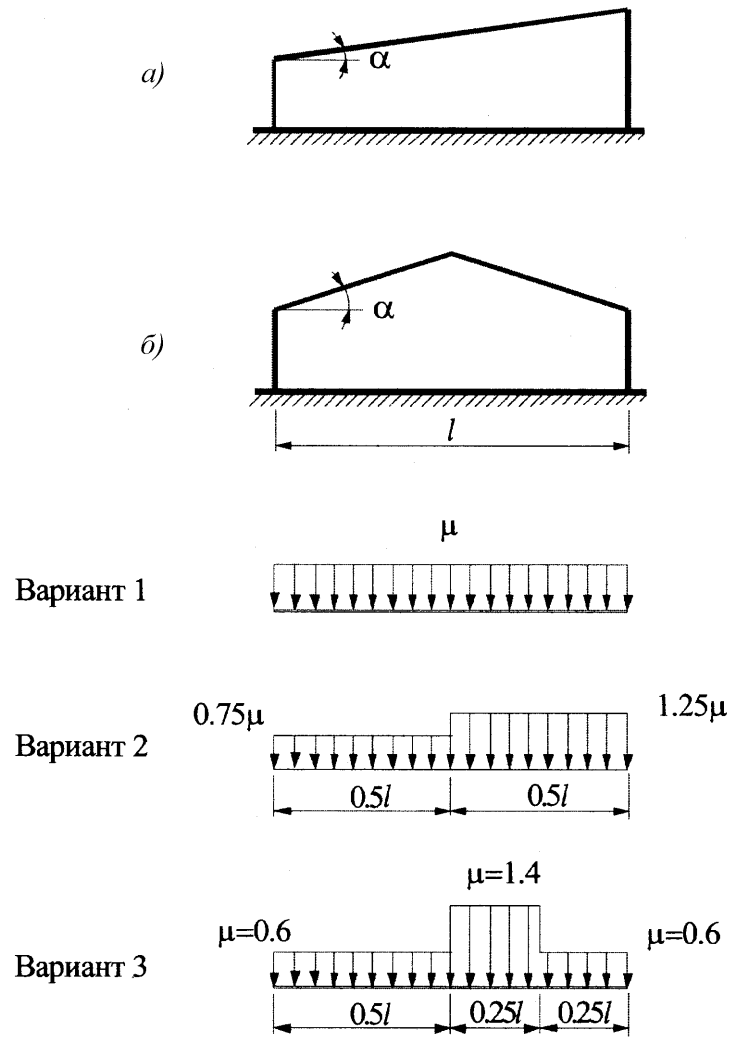 а)
α
б)
α
l
μ
Вариант 1
0.75μ
1.25μ
Вариант 2
0.5l
0.5l
μ=1.4
μ=0.6
μ=0.6
Вариант 3
0.5l
0.25l
0.25l